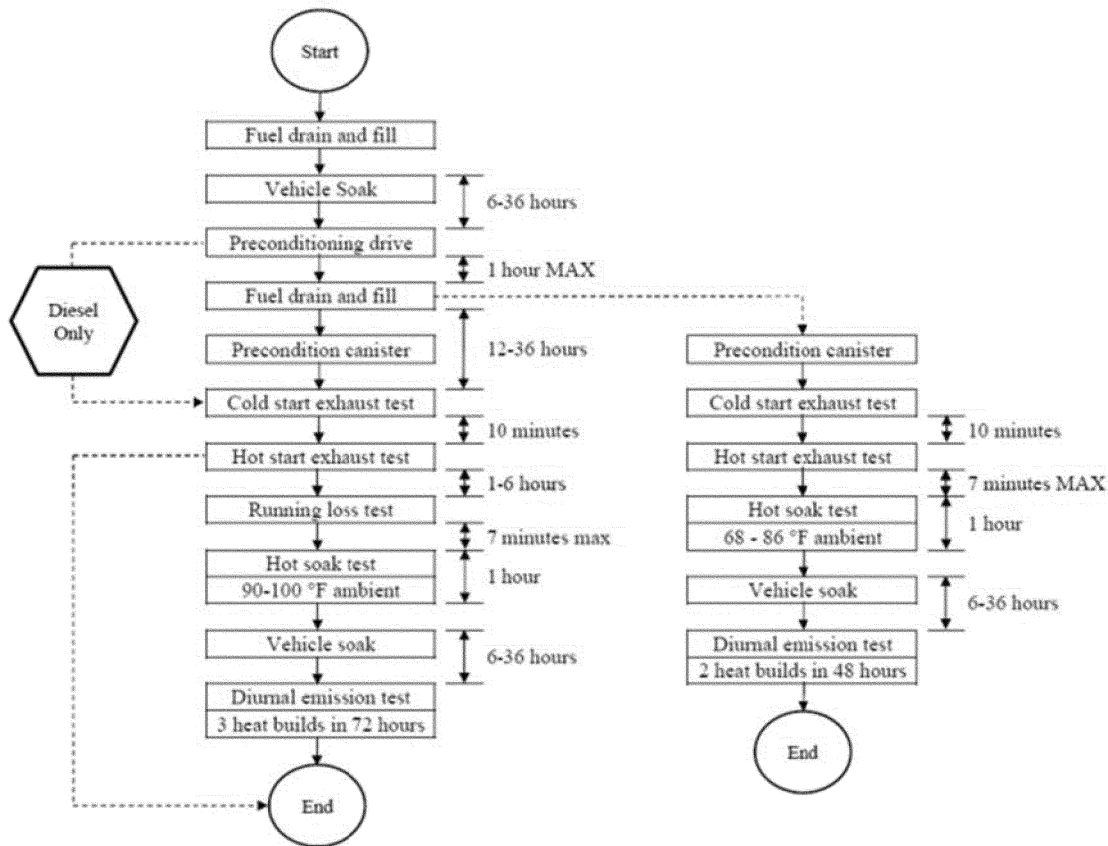 Start
Fuel drain and fill
Vehicle Soak
6-36 hours
Preconditioning drive
1 hour MAX
Diesel
Only
Fuel drain and fill
Precondition canister
12-36 hours
Cold start exhaust test
10 minutes
Hot start exhaust test
1-6 hours
Running loss test
7 minutes max
Hot soak test
90-100 °F ambient
1 hour
Vehicle soak
6-36 hours
Diurnal emission test
3 heat builds in 72 hours
End
Precondition canister
Cold start exhaust test
10 minutes
Hot start exhaust test
7 minutes MAX
Hot soak test
68 - 86 °F ambient
1 hour
Vehicle soak
6-36 hours
Diurnal emission test
2 heat builds in 48 hours
End